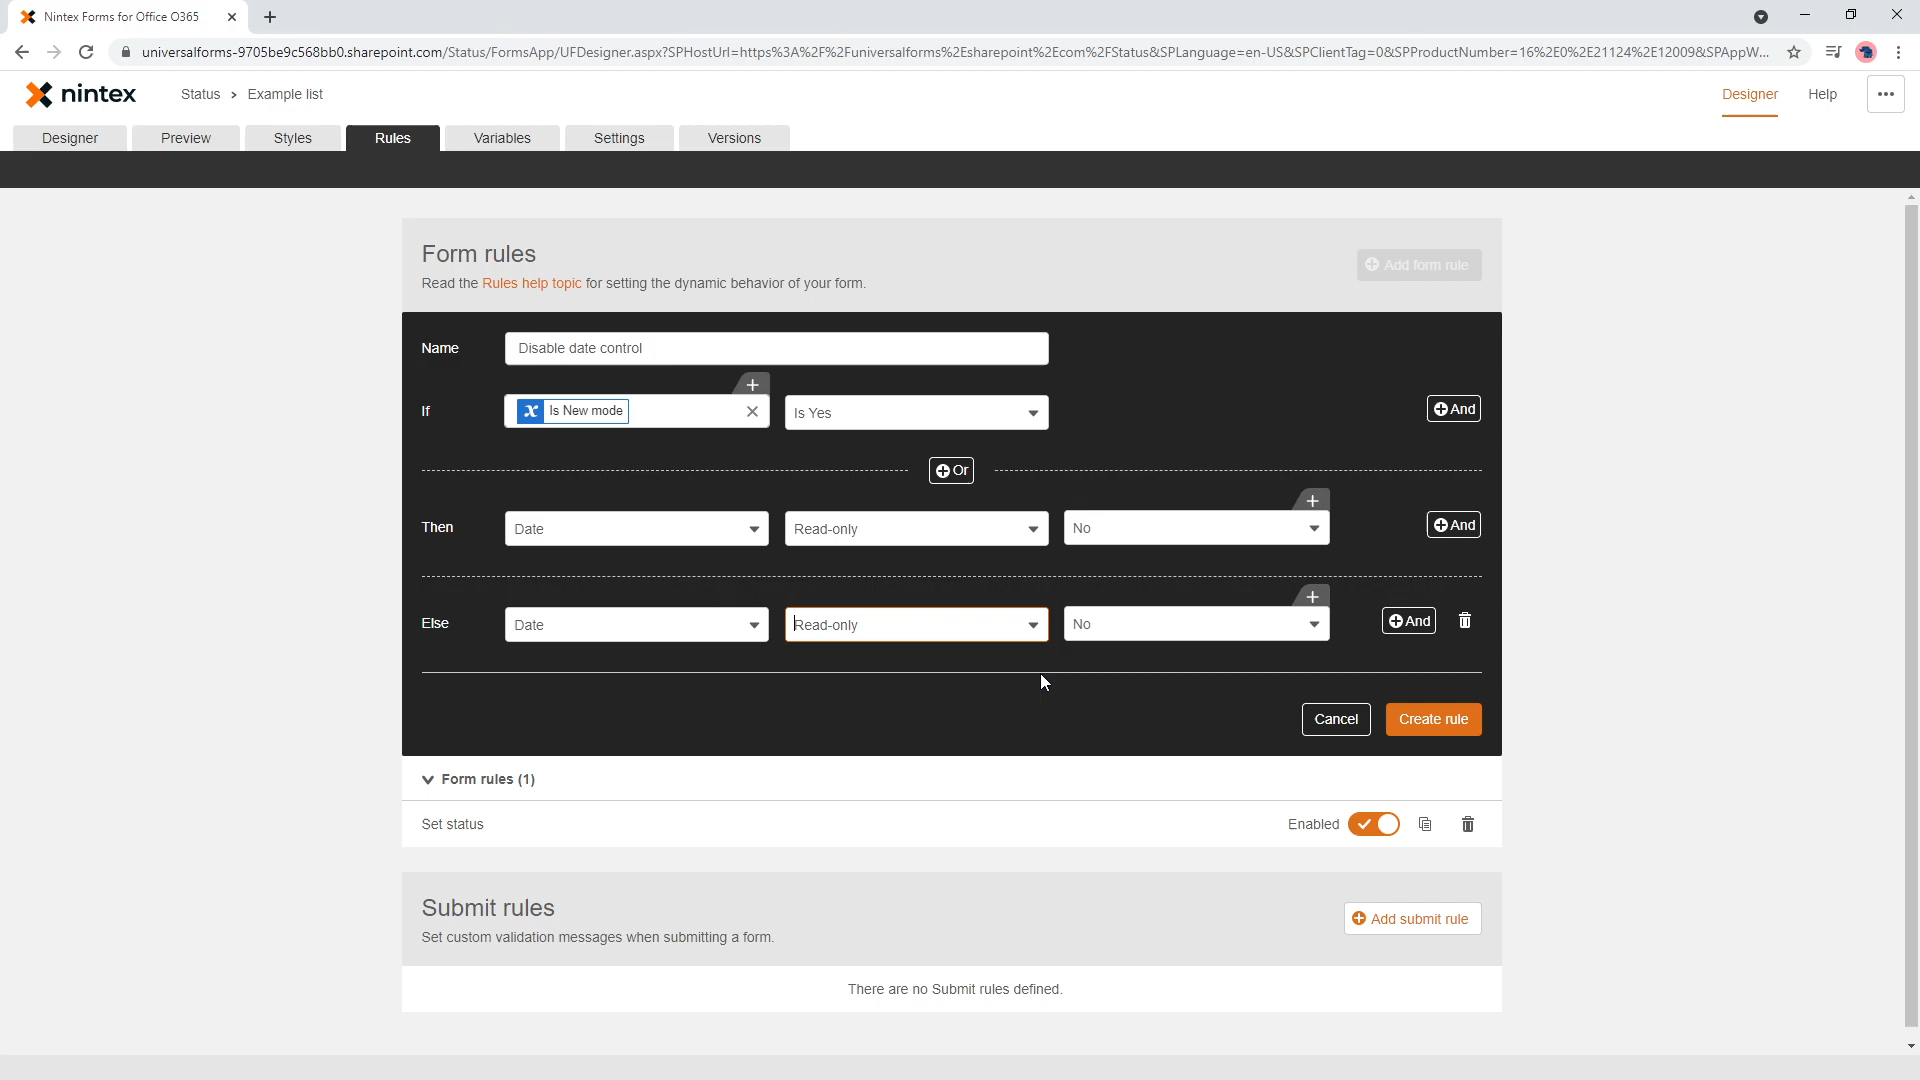 Nintex Forms for Office O365
universalforms-9705be9c568bb0.sharepoint.com/Status/FormsApp/UFDesigner.aspx?SPHostUrl=https%3A%2F%2Funiversalforms%2Esharepoint%2Ecom%2FStatus&SPLanguage=en-US&SPClientTag=0&SPProductNumber=16%2E0%2E21124%2E12009&SPAppW...
nintex Status > Example list Designer Help
Designer Preview Styles Rules Variables Settings Versions
Form rules
Add form rule
Read the Rules help topic for setting the dynamic behavior of your form.
Name Disable date control
If x Is New mode Is Yes And
Or
Then Date Read-only No And
Else Date Read-only No And
Cancel Create rule
Form rules (1)
Set status Enabled
Submit rules
Add submit rule
Set custom validation messages when submitting a form.
There are no Submit rules defined.